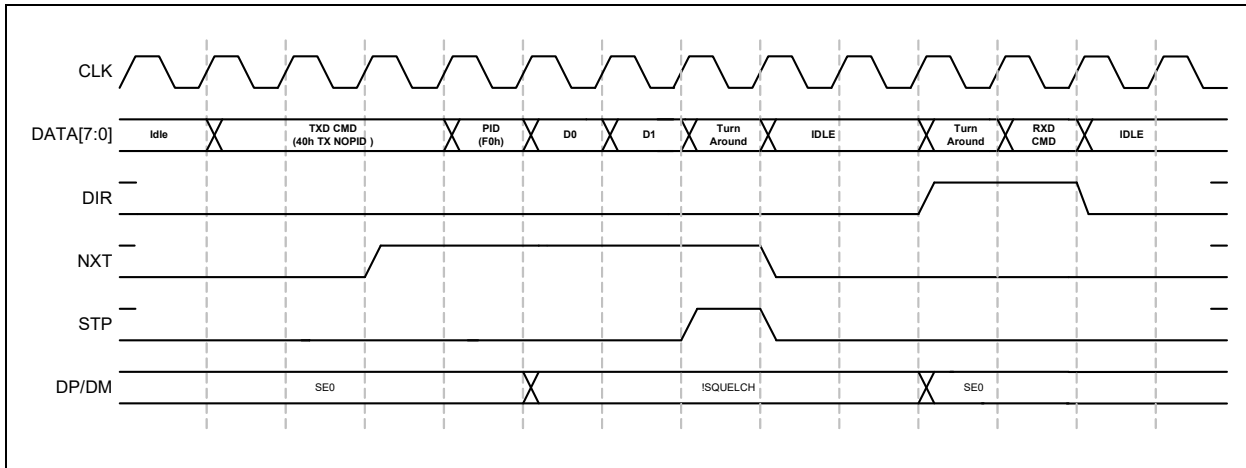 CLK
DATA[7:0]
Idle
TXD CMD
(40h TX NOPID )
PID
(F0h)
D0
D1
Turn
Around
IDLE
Turn
Around
RXD
CMD
IDLE
DIR
NXT
STP
DP/DM
SE0
!SQUELCH
SE0